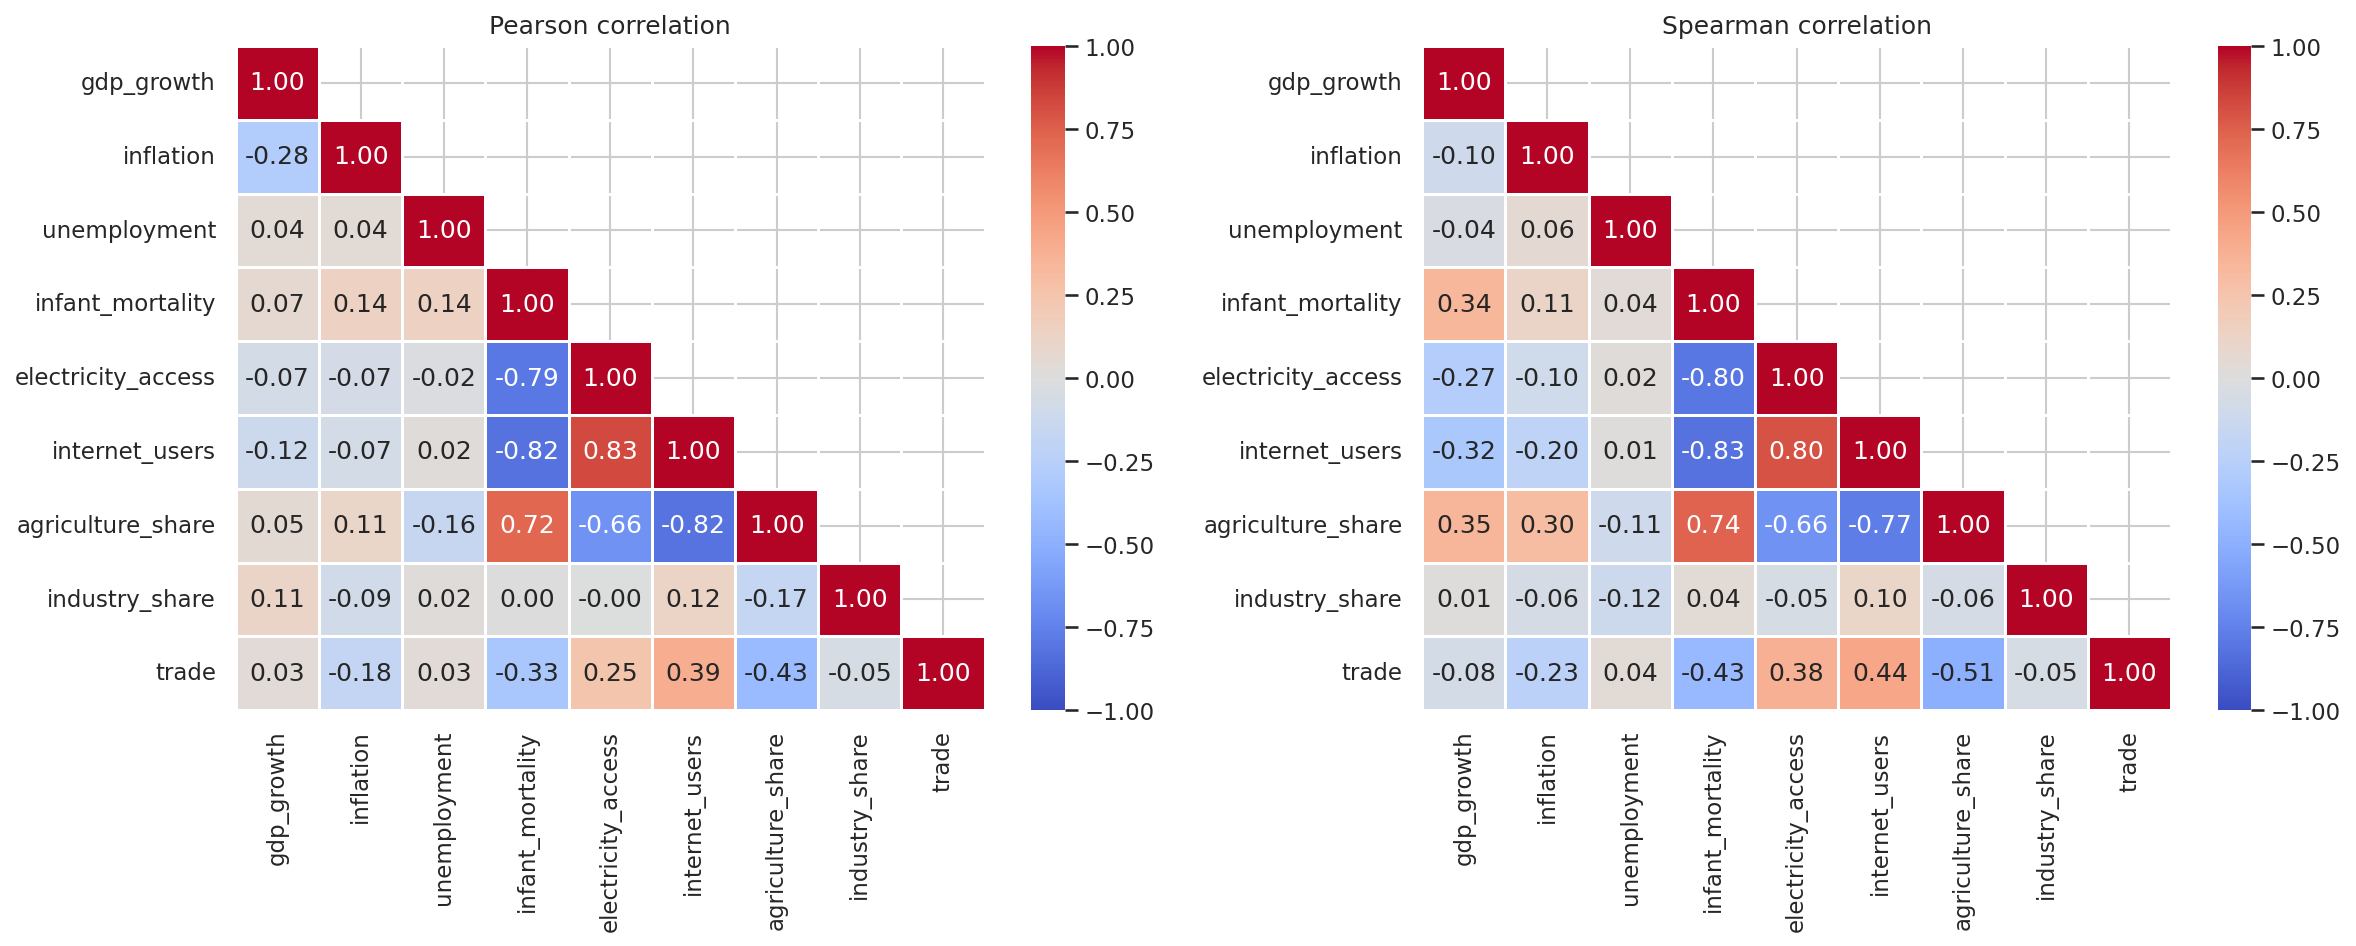 Pearson correlation
gdp_growth 1.00
inflation -0.28 1.00
unemployment 0.04 0.04 1.00
infant_mortality 0.07 0.14 0.14 1.00
electricity_access -0.07 -0.07 -0.02 -0.79 1.00
internet_users -0.12 -0.07 0.02 -0.82 0.83 1.00
agriculture_share 0.05 0.11 -0.16 0.72 -0.66 -0.82 1.00
industry_share 0.11 -0.09 0.02 0.00 -0.00 0.12 -0.17 1.00
trade 0.03 -0.18 0.03 -0.33 0.25 0.39 -0.43 -0.05 1.00
gdp_growth
inflation
unemployment
infant_mortality
electricity_access
internet_users
agriculture_share
industry_share
trade
1.00
0.75
0.50
0.25
0.00
−0.25
−0.50
−0.75
−1.00
Spearman correlation
gdp_growth 1.00
inflation -0.10 1.00
unemployment -0.04 0.06 1.00
infant_mortality 0.34 0.11 0.04 1.00
electricity_access -0.27 -0.10 0.02 -0.80 1.00
internet_users -0.32 -0.20 0.01 -0.83 0.80 1.00
agriculture_share 0.35 0.30 -0.11 0.74 -0.66 -0.77 1.00
industry_share 0.01 -0.06 -0.12 0.04 -0.05 0.10 -0.06 1.00
trade -0.08 -0.23 0.04 -0.43 0.38 0.44 -0.51 -0.05 1.00
gdp_growth
inflation
unemployment
infant_mortality
electricity_access
internet_users
agriculture_share
industry_share
trade
1.00
0.75
0.50
0.25
0.00
−0.25
−0.50
−0.75
−1.00